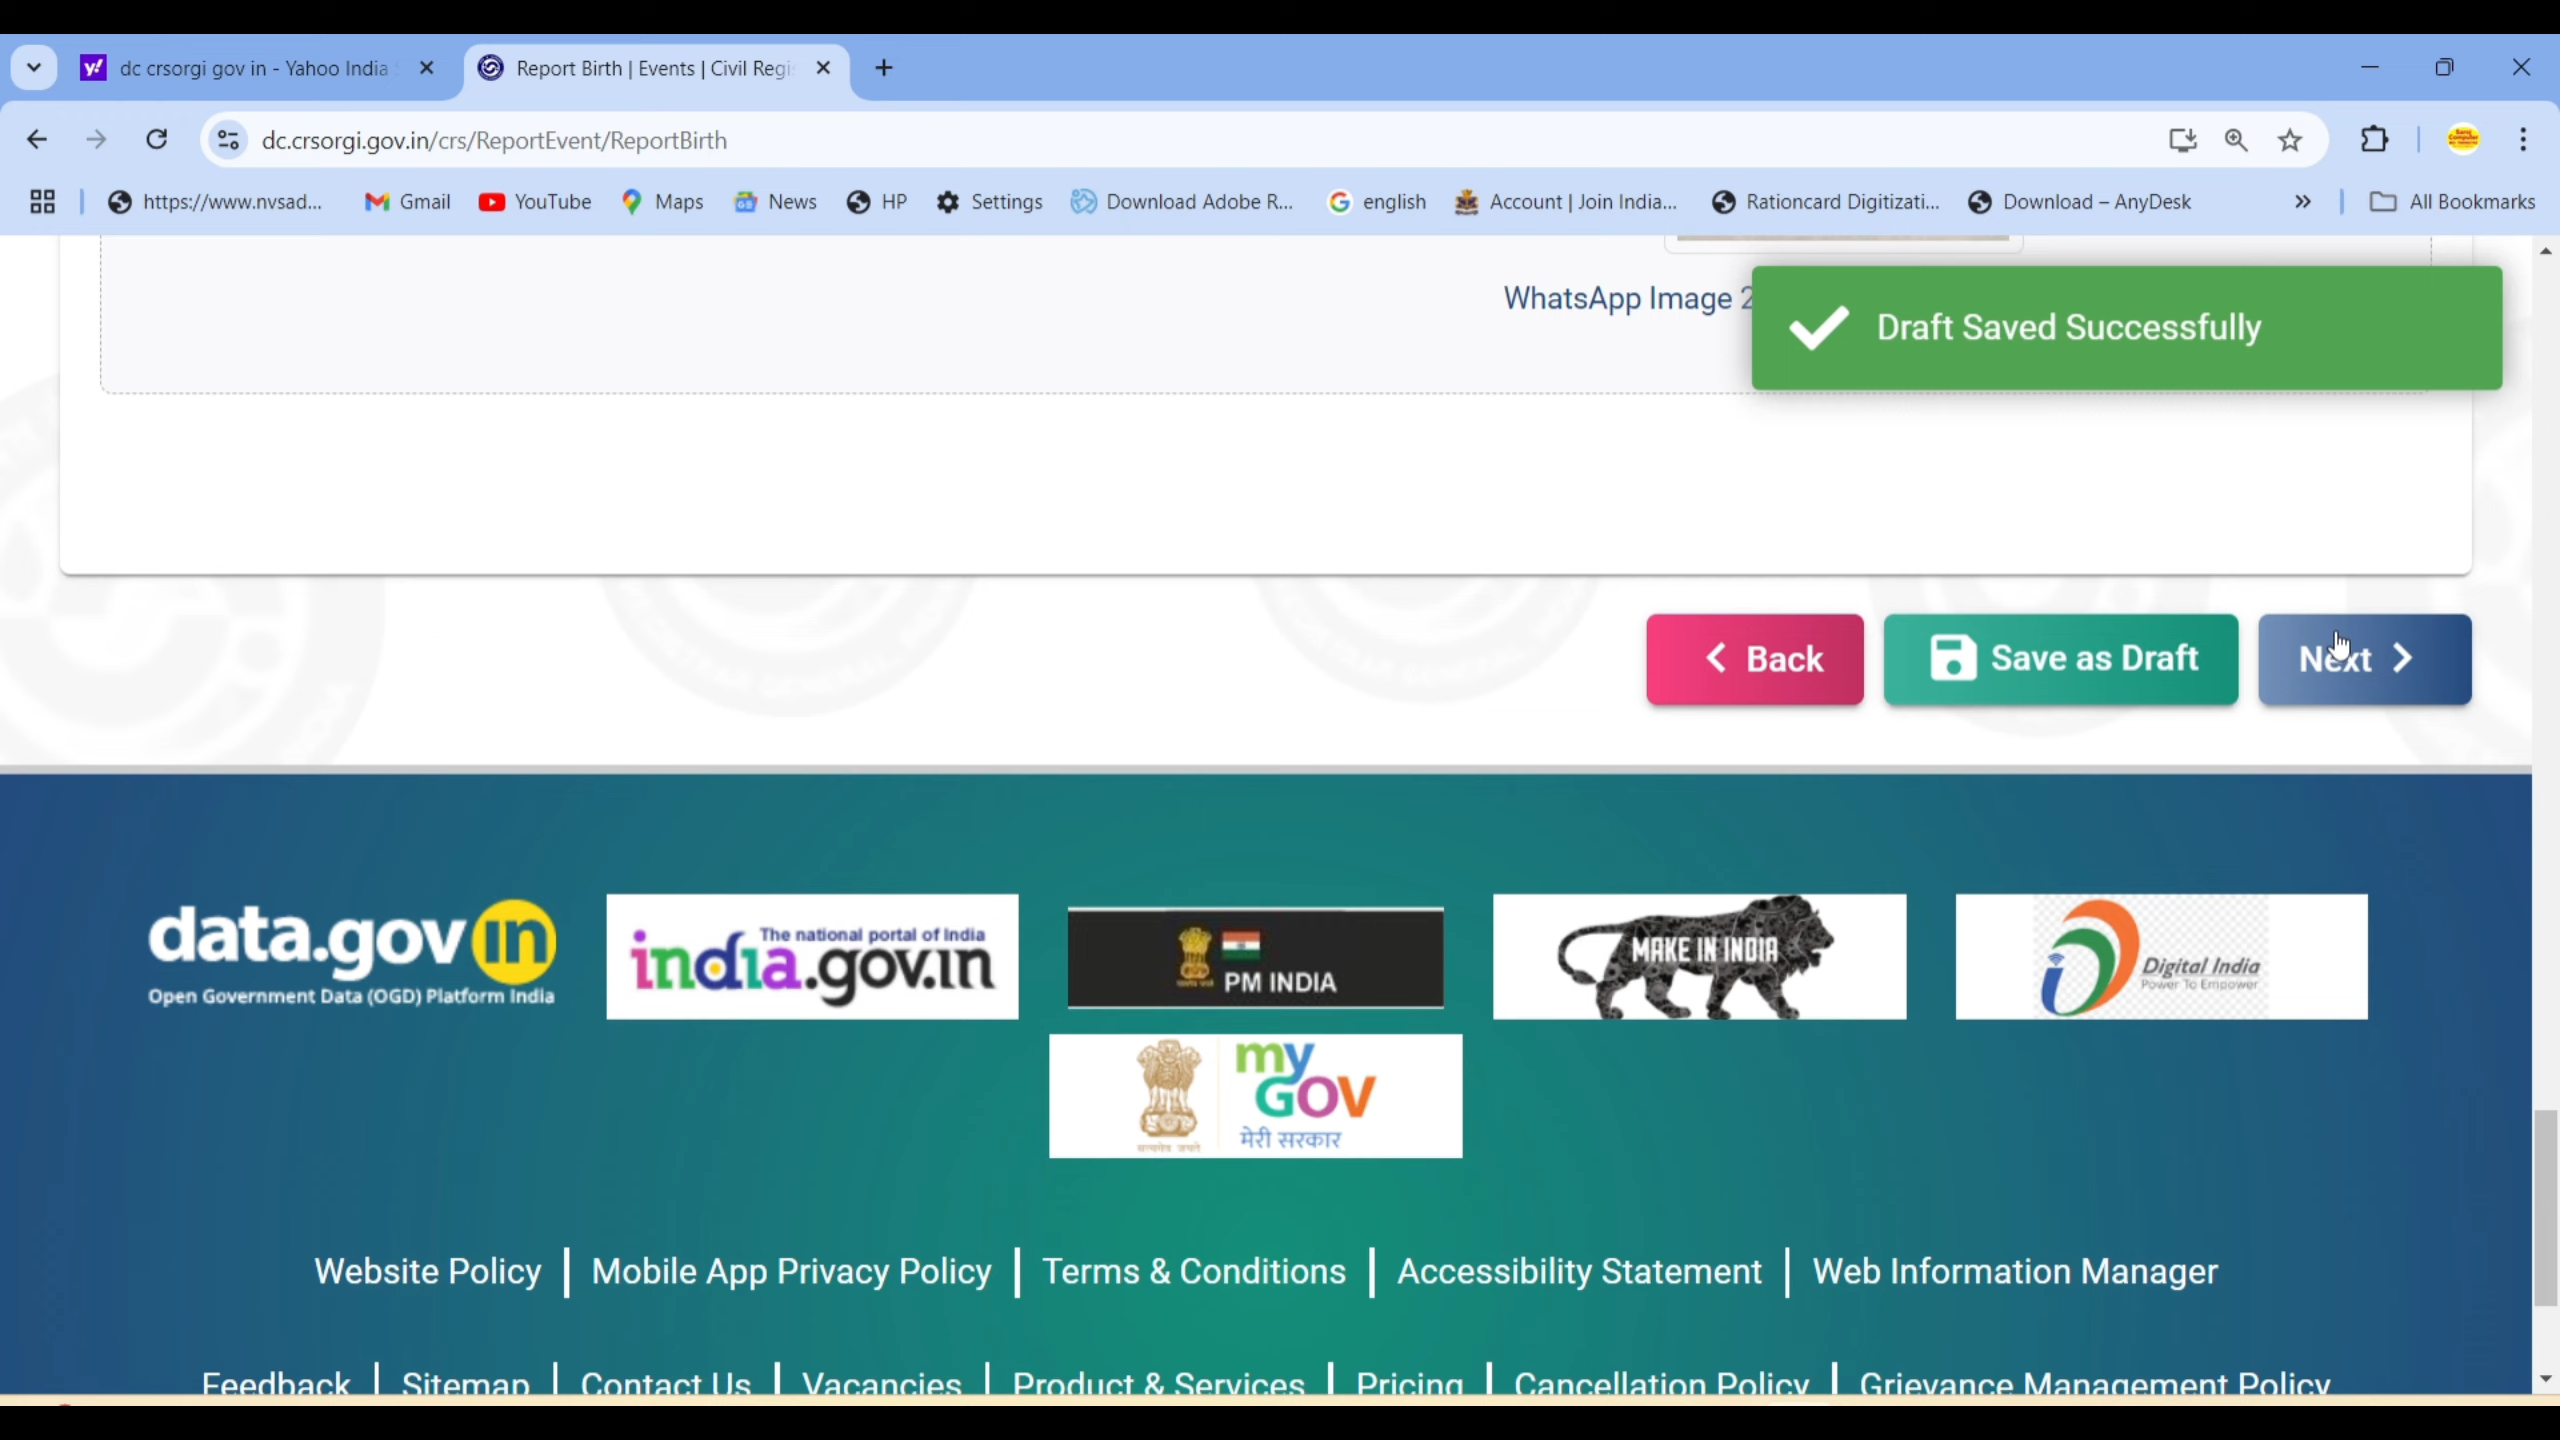 dc crsorgi gov in - Yahoo India
Report Birth | Events | Civil Regi
dc.crsorgi.gov.in/crs/ReportEvent/ReportBirth
https://www.nvsad... Gmail YouTube Maps News HP Settings Download Adobe R... english Account | Join India... Rationcard Digitizati... Download – AnyDesk » All Bookmarks
WhatsApp Image 2
Draft Saved Successfully
Back Save as Draft Next
data.gov in
Open Government Data (OGD) Platform India
The national portal of India
india.gov.in
PM INDIA
MAKE IN INDIA
Digital India
Power To Empower
my
GOV
मेरी सरकार
सत्यमेव जयते
Website Policy | Mobile App Privacy Policy | Terms & Conditions | Accessibility Statement | Web Information Manager
Feedback | Sitemap | Contact Us | Vacancies | Product & Services | Pricing | Cancellation Policy | Grievance Management Policy